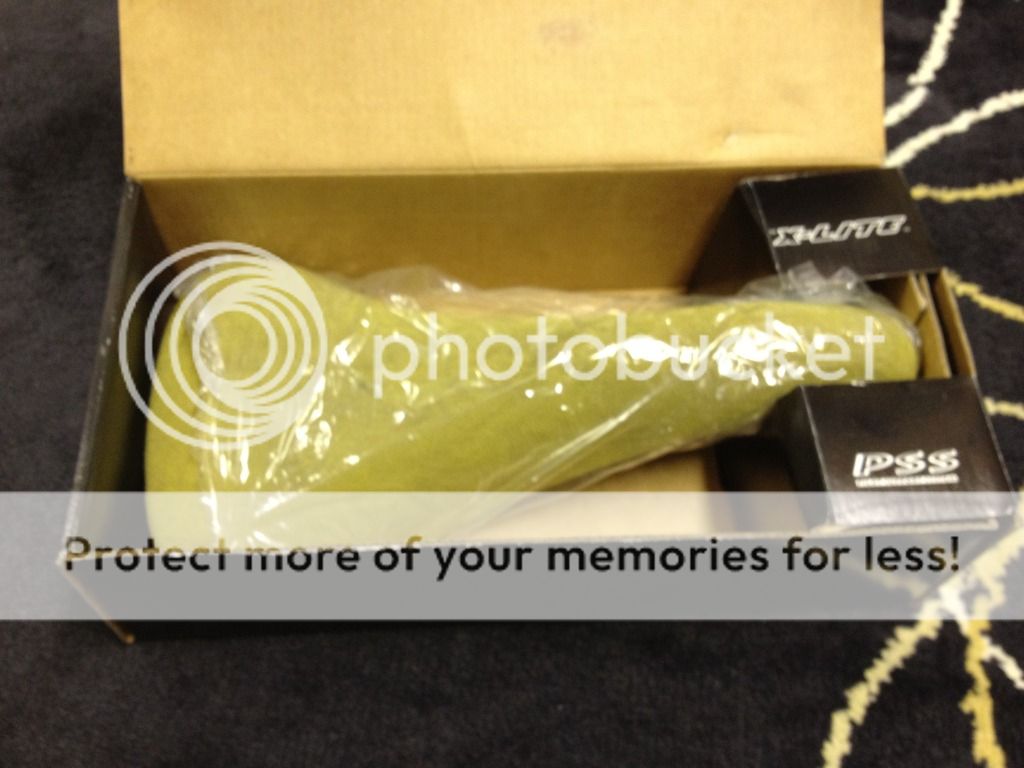 X-LITE
photobucket
IPSS
Protect more of your memories for less!